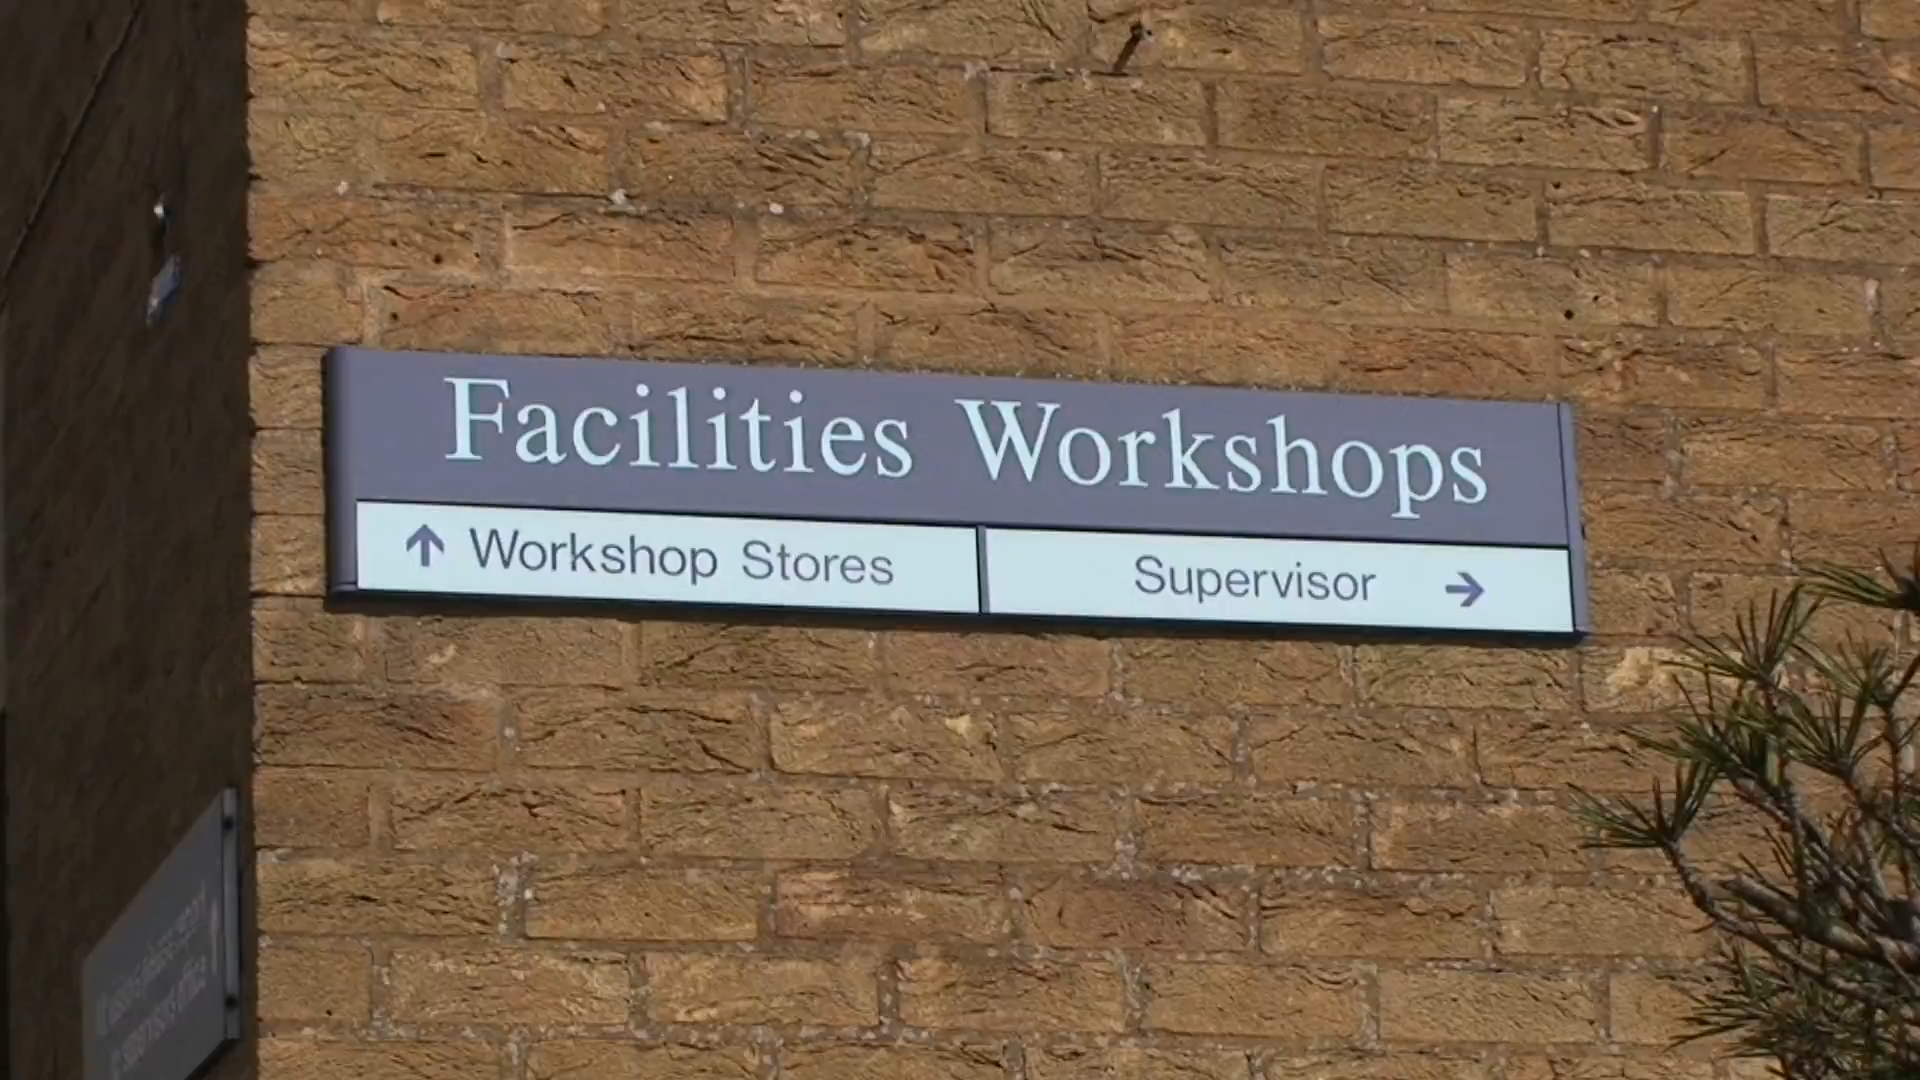 Facilities Workshops
↑ Workshop Stores
Supervisor →